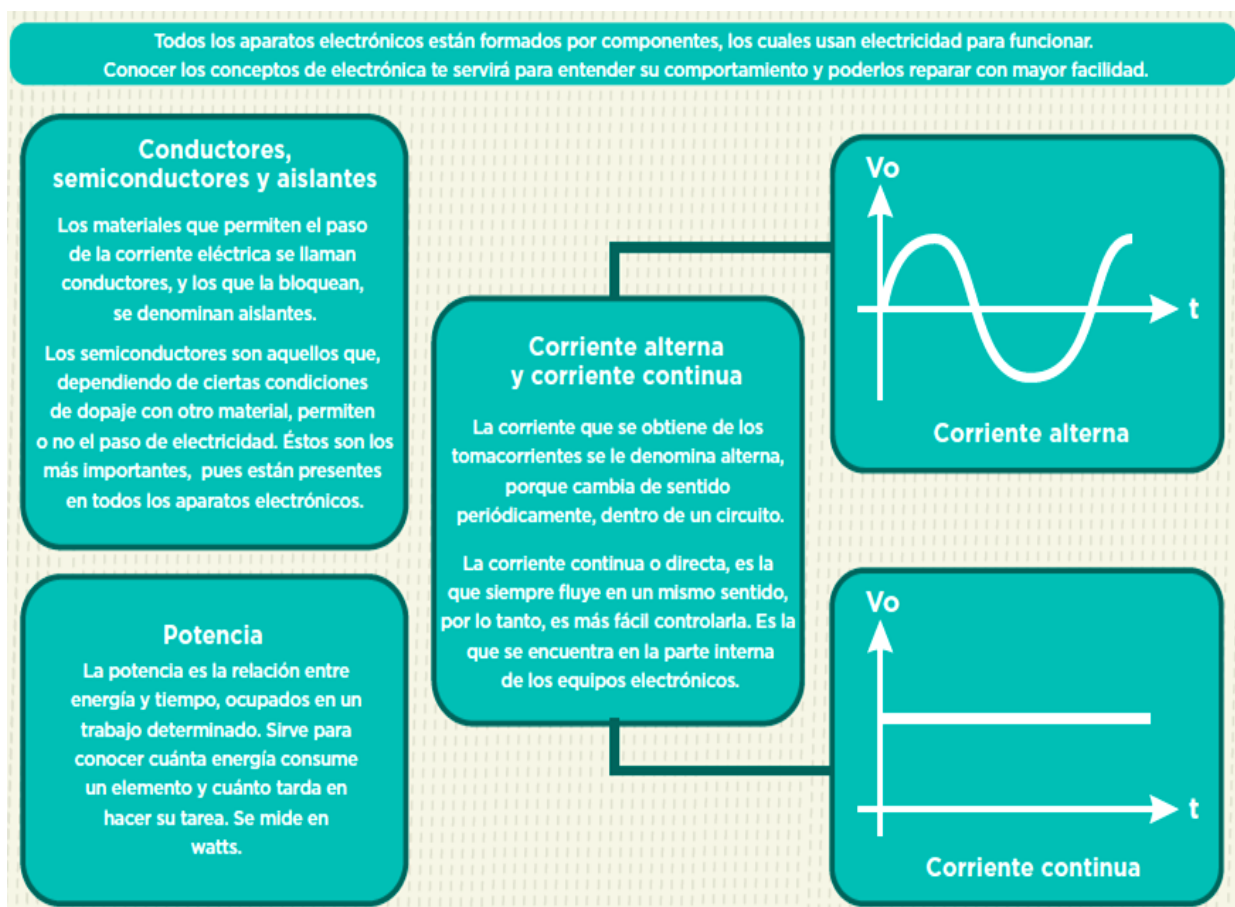 Todos los aparatos electrónicos están formados por componentes, los cuales usan electricidad para funcionar.
Conocer los conceptos de electrónica te servirá para entender su comportamiento y poderlos reparar con mayor facilidad.
Conductores,
semiconductores y aislantes
Los materiales que permiten el paso
de la corriente eléctrica se llaman
conductores, y los que la bloquean,
se denominan aislantes.
Los semiconductores son aquellos que,
dependiendo de ciertas condiciones
de dopaje con otro material, permiten
o no el paso de electricidad. Éstos son los
más importantes, pues están presentes
en todos los aparatos electrónicos.
Potencia
La potencia es la relación entre
energía y tiempo, ocupados en un
trabajo determinado. Sirve para
conocer cuánta energía consume
un elemento y cuánto tarda en
hacer su tarea. Se mide en
watts.
Corriente alterna
y corriente continua
La corriente que se obtiene de los
tomacorrientes se le denomina alterna,
porque cambia de sentido
periódicamente, dentro de un circuito.
La corriente continua o directa, es la
que siempre fluye en un mismo sentido,
por lo tanto, es más fácil controlarla. Es la
que se encuentra en la parte interna
de los equipos electrónicos.
Vo
t
Corriente alterna
Vo
t
Corriente continua